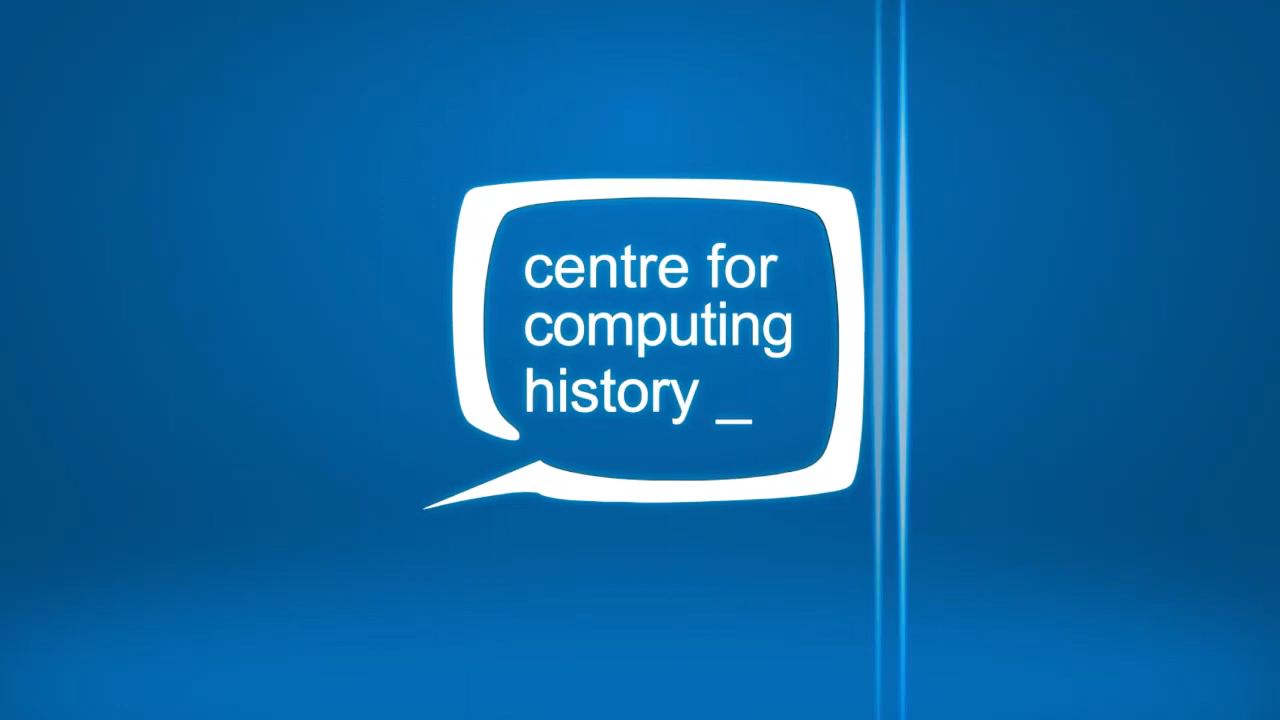 centre for
computing
history _